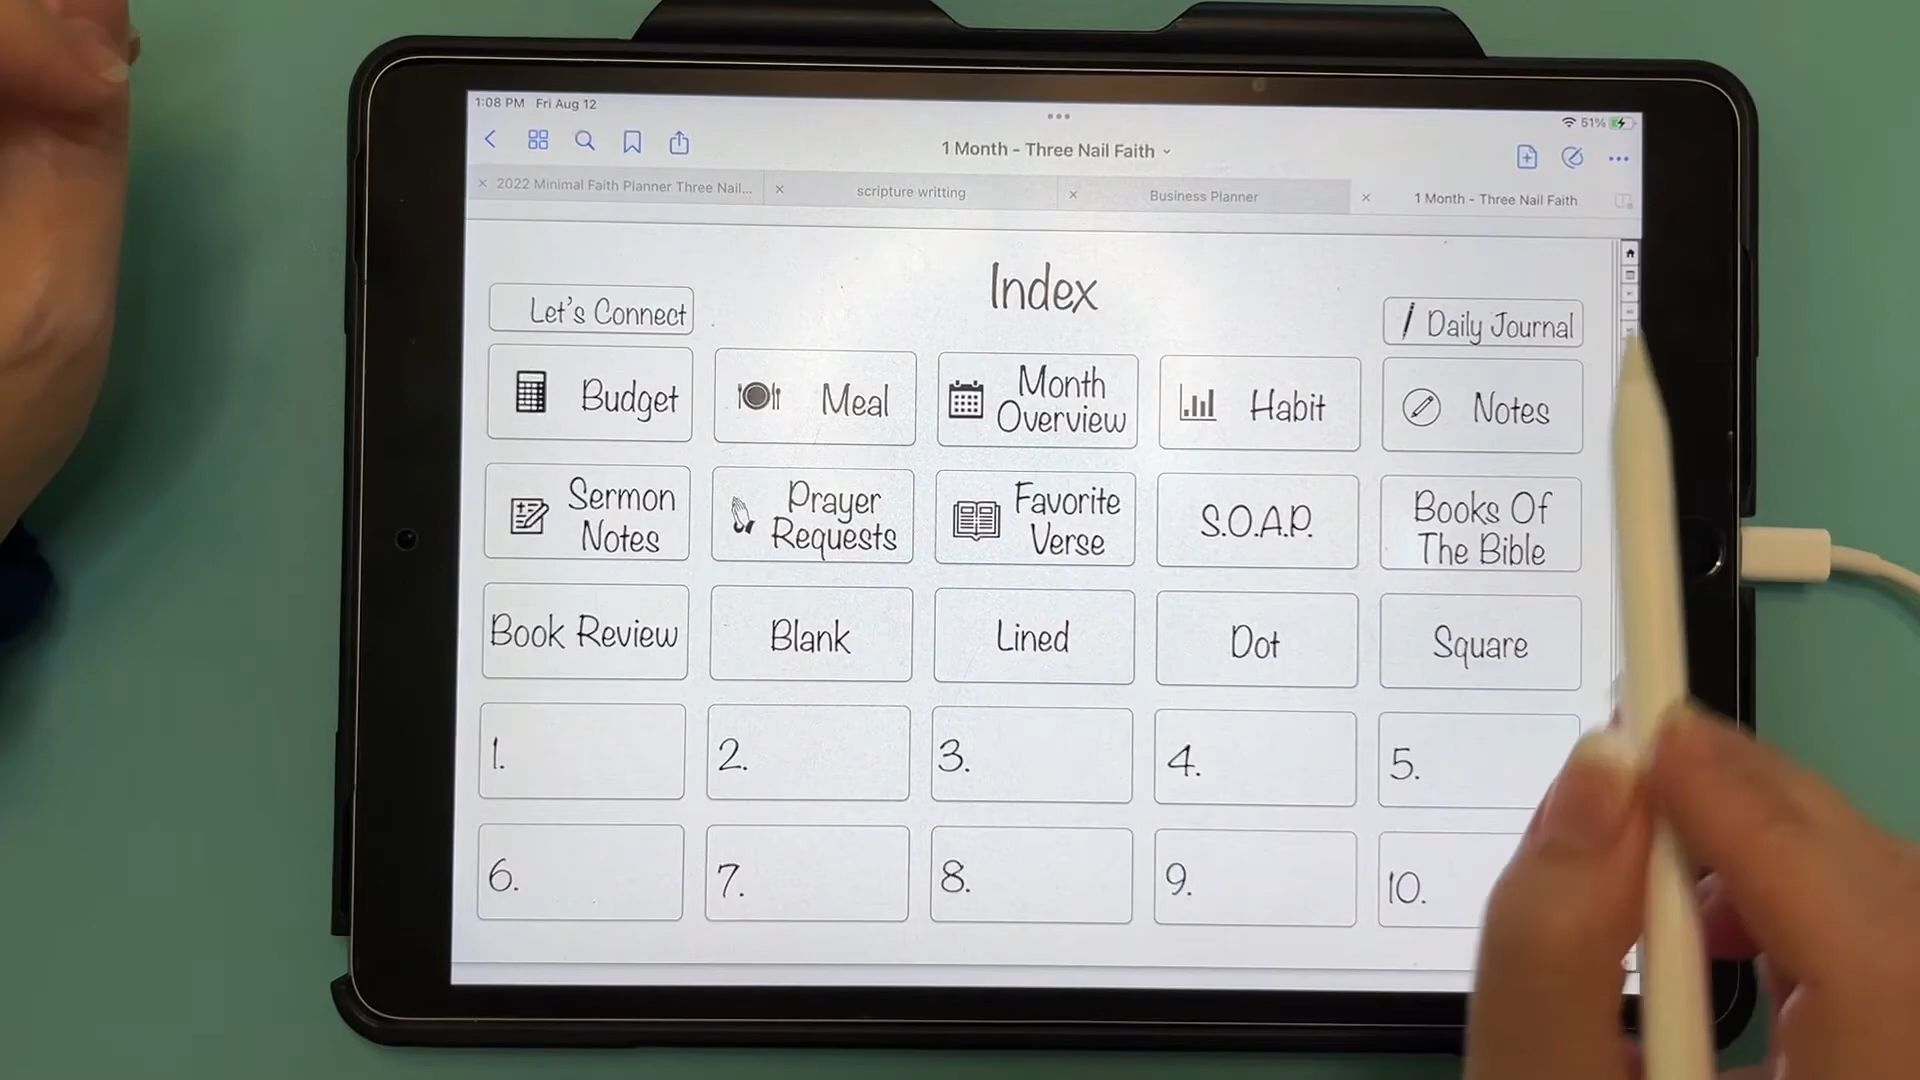 1:08 PM Fri Aug 12
51%
1 Month - Three Nail Faith
2022 Minimal Faith Planner Three Nail...
scripture writting
Business Planner
1 Month - Three Nail Faith
Index
Let's Connect
Daily Journal
Budget
Meal
Month
Overview
Habit
Notes
Sermon
Notes
Prayer
Requests
Favorite
Verse
S.O.A.P.
Books Of
The Bible
Book Review
Blank
Lined
Dot
Square
1.
2.
3.
4.
5.
6.
7.
8.
9.
10.